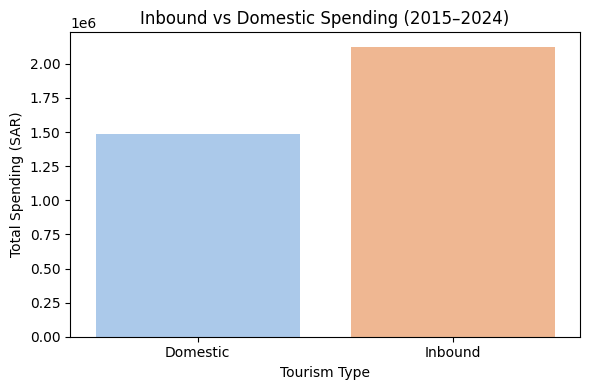 Inbound vs Domestic Spending (2015–2024)
1e6
2.00
1.75
1.50
1.25
1.00
0.75
0.50
0.25
0.00
Total Spending (SAR)
Domestic
Inbound
Tourism Type